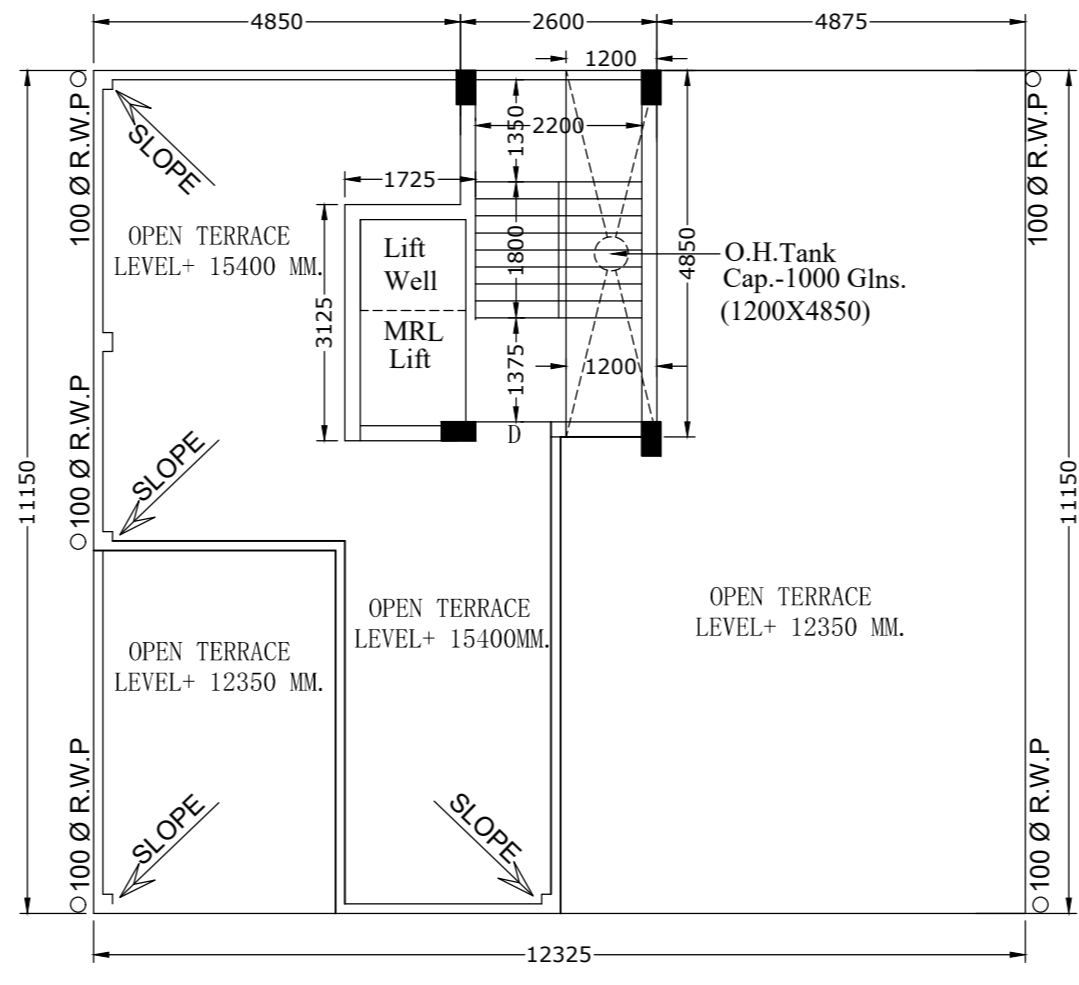 4850
2600
4875
1200
100 Ø R.W.P
SLOPE
1350
2200
100 Ø R.W.P
1725
OPEN TERRACE
LEVEL+ 15400 MM.
Lift
Well
1800
4850
O.H.Tank
Cap.-1000 Glns.
(1200X4850)
3125
MRL
Lift
1375
1200
D
100 Ø R.W.P
SLOPE
11150
11150
OPEN TERRACE
LEVEL+ 15400MM.
OPEN TERRACE
LEVEL+ 12350 MM.
OPEN TERRACE
LEVEL+ 12350 MM.
100 Ø R.W.P
SLOPE
SLOPE
100 Ø R.W.P
12325